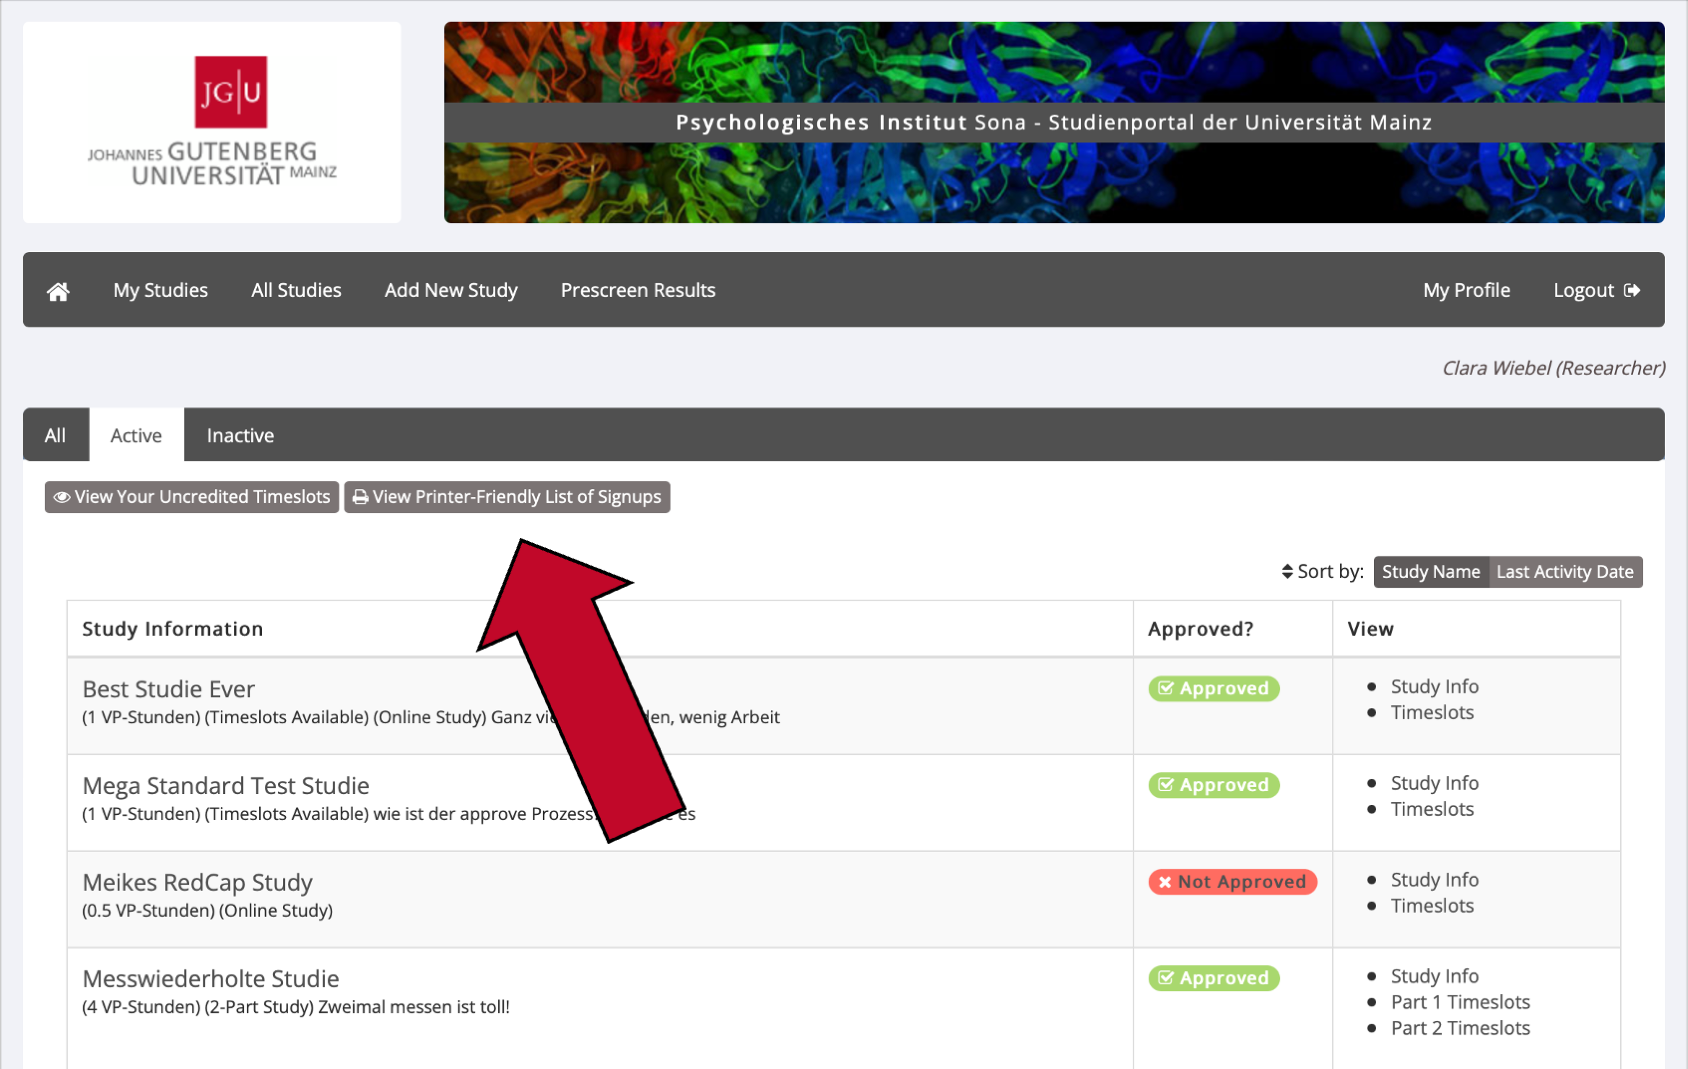 JG|U
JOHANNES GUTENBERG
UNIVERSITÄT MAINZ
Psychologisches Institut Sona - Studienportal der Universität Mainz
My Studies All Studies Add New Study Prescreen Results My Profile Logout
Clara Wiebel (Researcher)
All Active Inactive
View Your Uncredited Timeslots View Printer-Friendly List of Signups
Sort by: Study Name Last Activity Date
Study Information Approved? View
Best Studie Ever Approved Study Info
(1 VP-Stunden) (Timeslots Available) (Online Study) Ganz wenig Arbeit Timeslots
Mega Standard Test Studie Approved Study Info
(1 VP-Stunden) (Timeslots Available) wie ist der approve Prozess es Timeslots
Meikes RedCap Study Not Approved Study Info
(0.5 VP-Stunden) (Online Study) Timeslots
Messwiederholte Studie Approved Study Info
(4 VP-Stunden) (2-Part Study) Zweimal messen ist toll! Part 1 Timeslots
Part 2 Timeslots